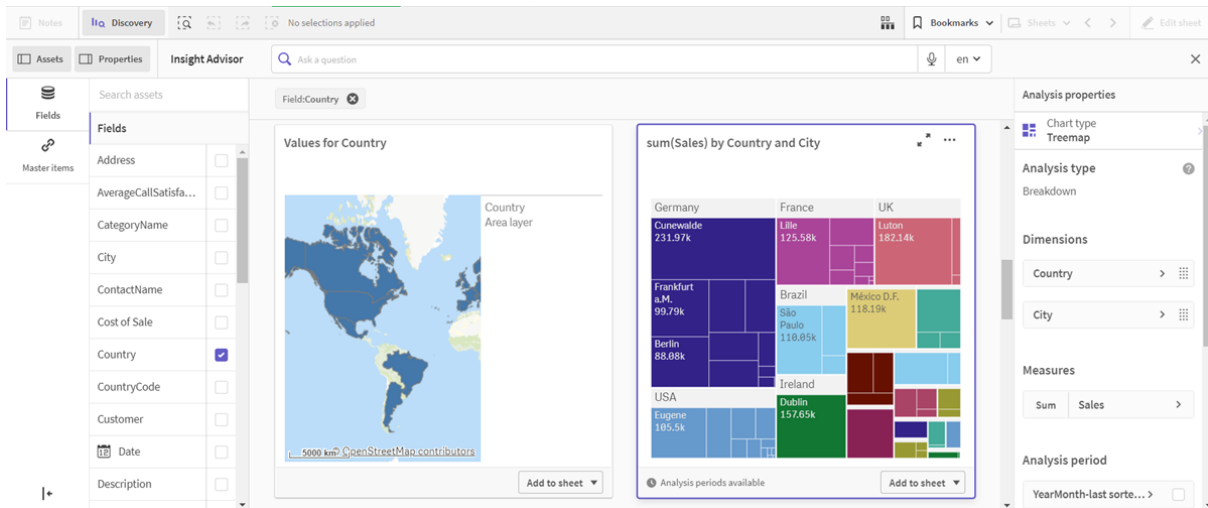 Notes
Discovery
No selections applied
Bookmarks
Sheets
Edit sheet
Assets
Properties
Insight Advisor
Ask a question
en
Fields
Master items
Search assets
Fields
Address
AverageCallSatisfa...
CategoryName
City
ContactName
Cost of Sale
Country
CountryCode
Customer
12 Date
Description
Field:Country
Values for Country
Country
Area layer
5000 km
© OpenStreetMap contributors
Add to sheet
sum(Sales) by Country and City
Germany
Cunewalde
231.97k
Frankfurt
a.M.
99.79k
Berlin
88.08k
USA
Eugene
105.5k
France
Lille
125.58k
UK
Luton
182.14k
Brazil
São
Paulo
110.05k
México D.F.
118.19k
Ireland
Dublin
157.65k
Analysis periods available
Add to sheet
Analysis properties
Chart type
Treemap
Analysis type
Breakdown
Dimensions
Country
City
Measures
Sum Sales
Analysis period
YearMonth-last sorte...